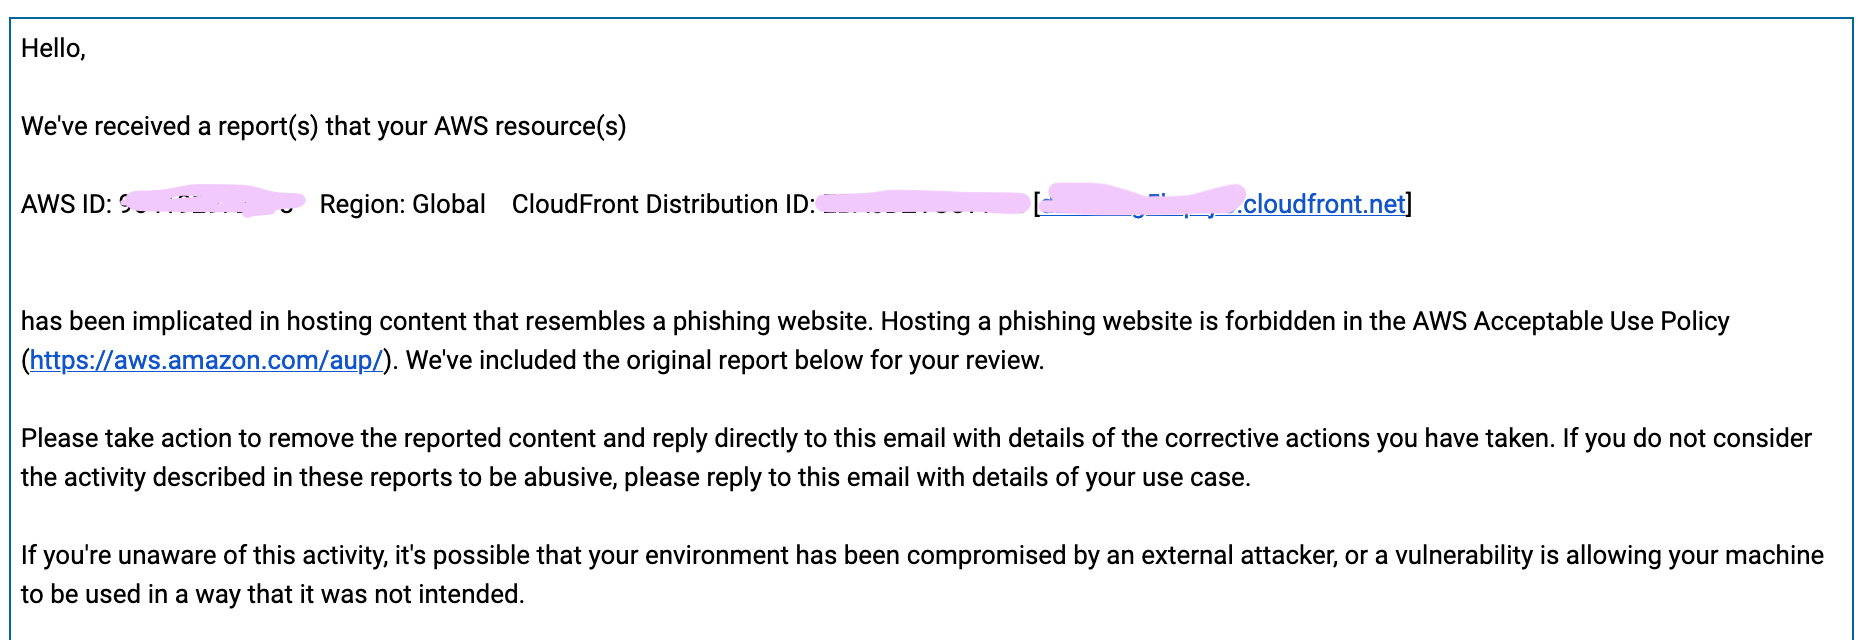 Hello,
We've received a report(s) that your AWS resource(s)
AWS ID: Region: Global CloudFront Distribution ID: [.cloudfront.net]
has been implicated in hosting content that resembles a phishing website. Hosting a phishing website is forbidden in the AWS Acceptable Use Policy
(https://aws.amazon.com/aup/). We've included the original report below for your review.
Please take action to remove the reported content and reply directly to this email with details of the corrective actions you have taken. If you do not consider
the activity described in these reports to be abusive, please reply to this email with details of your use case.
If you're unaware of this activity, it's possible that your environment has been compromised by an external attacker, or a vulnerability is allowing your machine
to be used in a way that it was not intended.